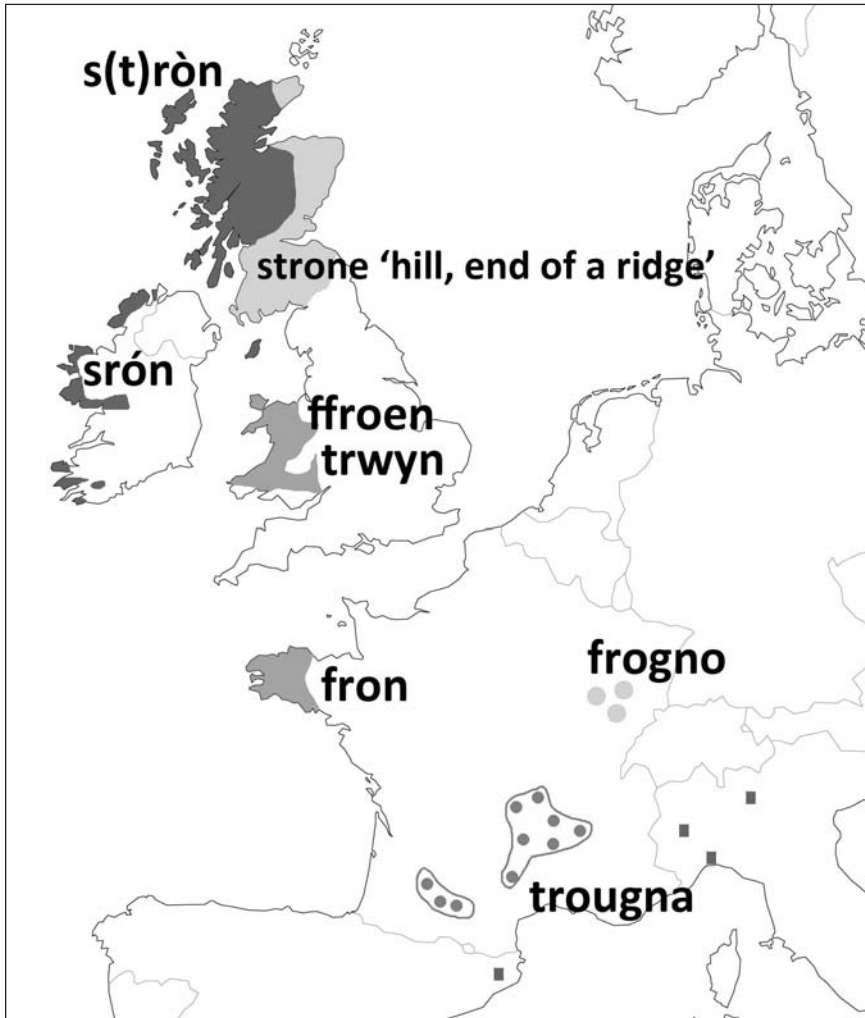 s(t)ròn
strone ‘hill, end of a ridge’
srón
ffroen
trwyn
fron
frogno
trougna